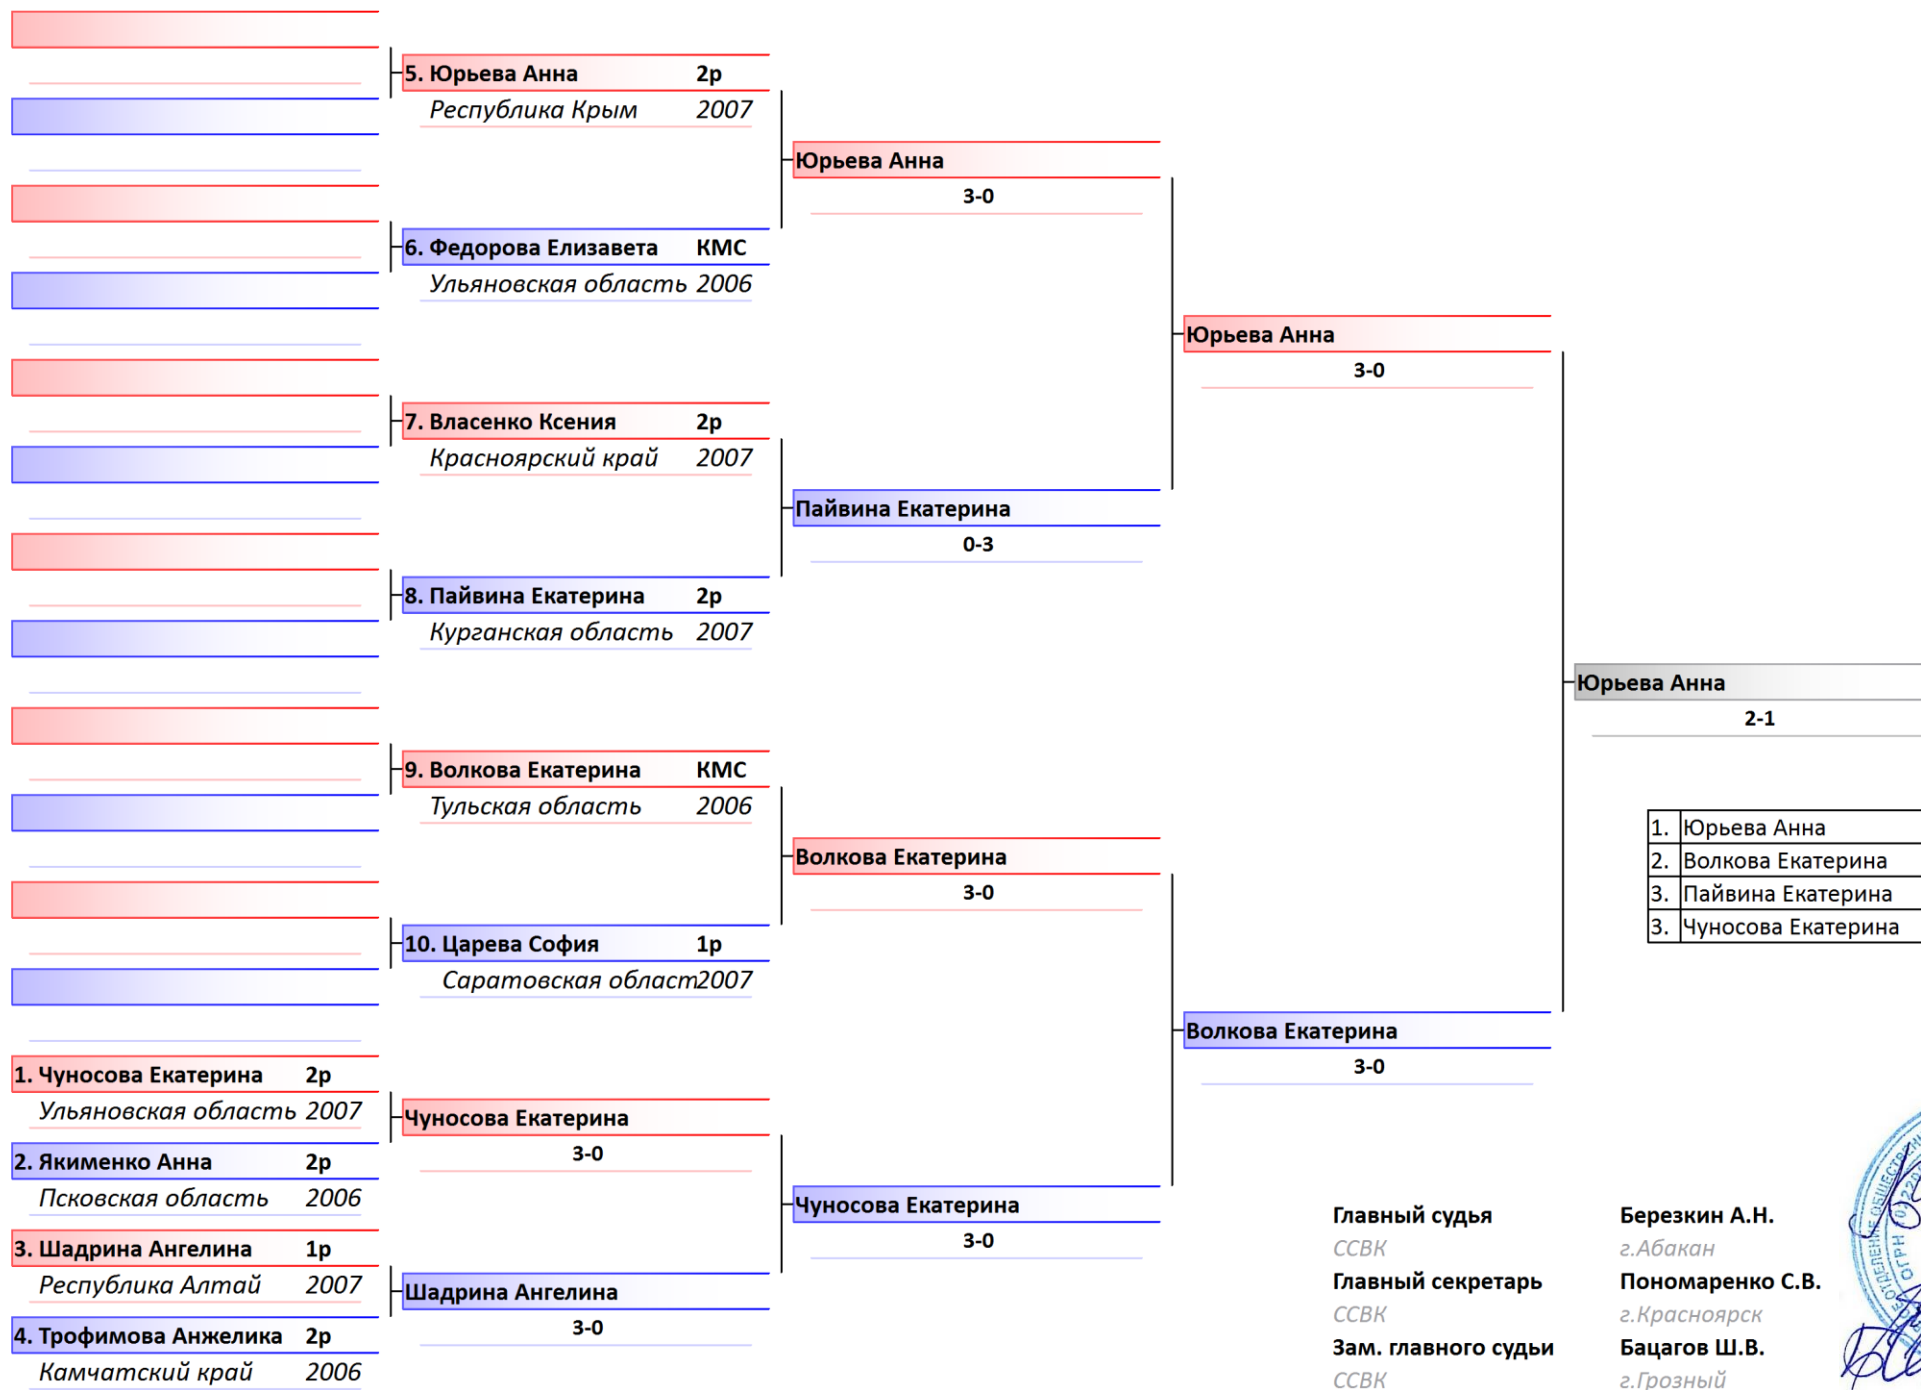 5. Юрьева Анна 2р
Республика Крым 2007
6. Федорова Елизавета КМС
Ульяновская область 2006
7. Власенко Ксения 2р
Красноярский край 2007
8. Пайвина Екатерина 2р
Курганская область 2007
9. Волкова Екатерина КМС
Тульская область 2006
10. Царева София 1р
Саратовская област 2007
1. Чуносова Екатерина 2р
Ульяновская область 2007
2. Якименко Анна 2р
Псковская область 2006
3. Шадрина Ангелина 1р
Республика Алтай 2007
4. Трофимова Анжелика 2р
Камчатский край 2006
Чуносова Екатерина
3-0
Шадрина Ангелина
3-0
Юрьева Анна
3-0
Пайвина Екатерина
0-3
Волкова Екатерина
3-0
Чуносова Екатерина
3-0
Юрьева Анна
3-0
Волкова Екатерина
3-0
Юрьева Анна
2-1
1. Юрьева Анна
2. Волкова Екатерина
3. Пайвина Екатерина
3. Чуносова Екатерина
Главный судья Березкин А.Н.
ССВК г.Абакан
Главный секретарь Пономаренко С.В.
ССВК г.Красноярск
Зам. главного судьи Бацагов Ш.В.
ССВК г.Грозный